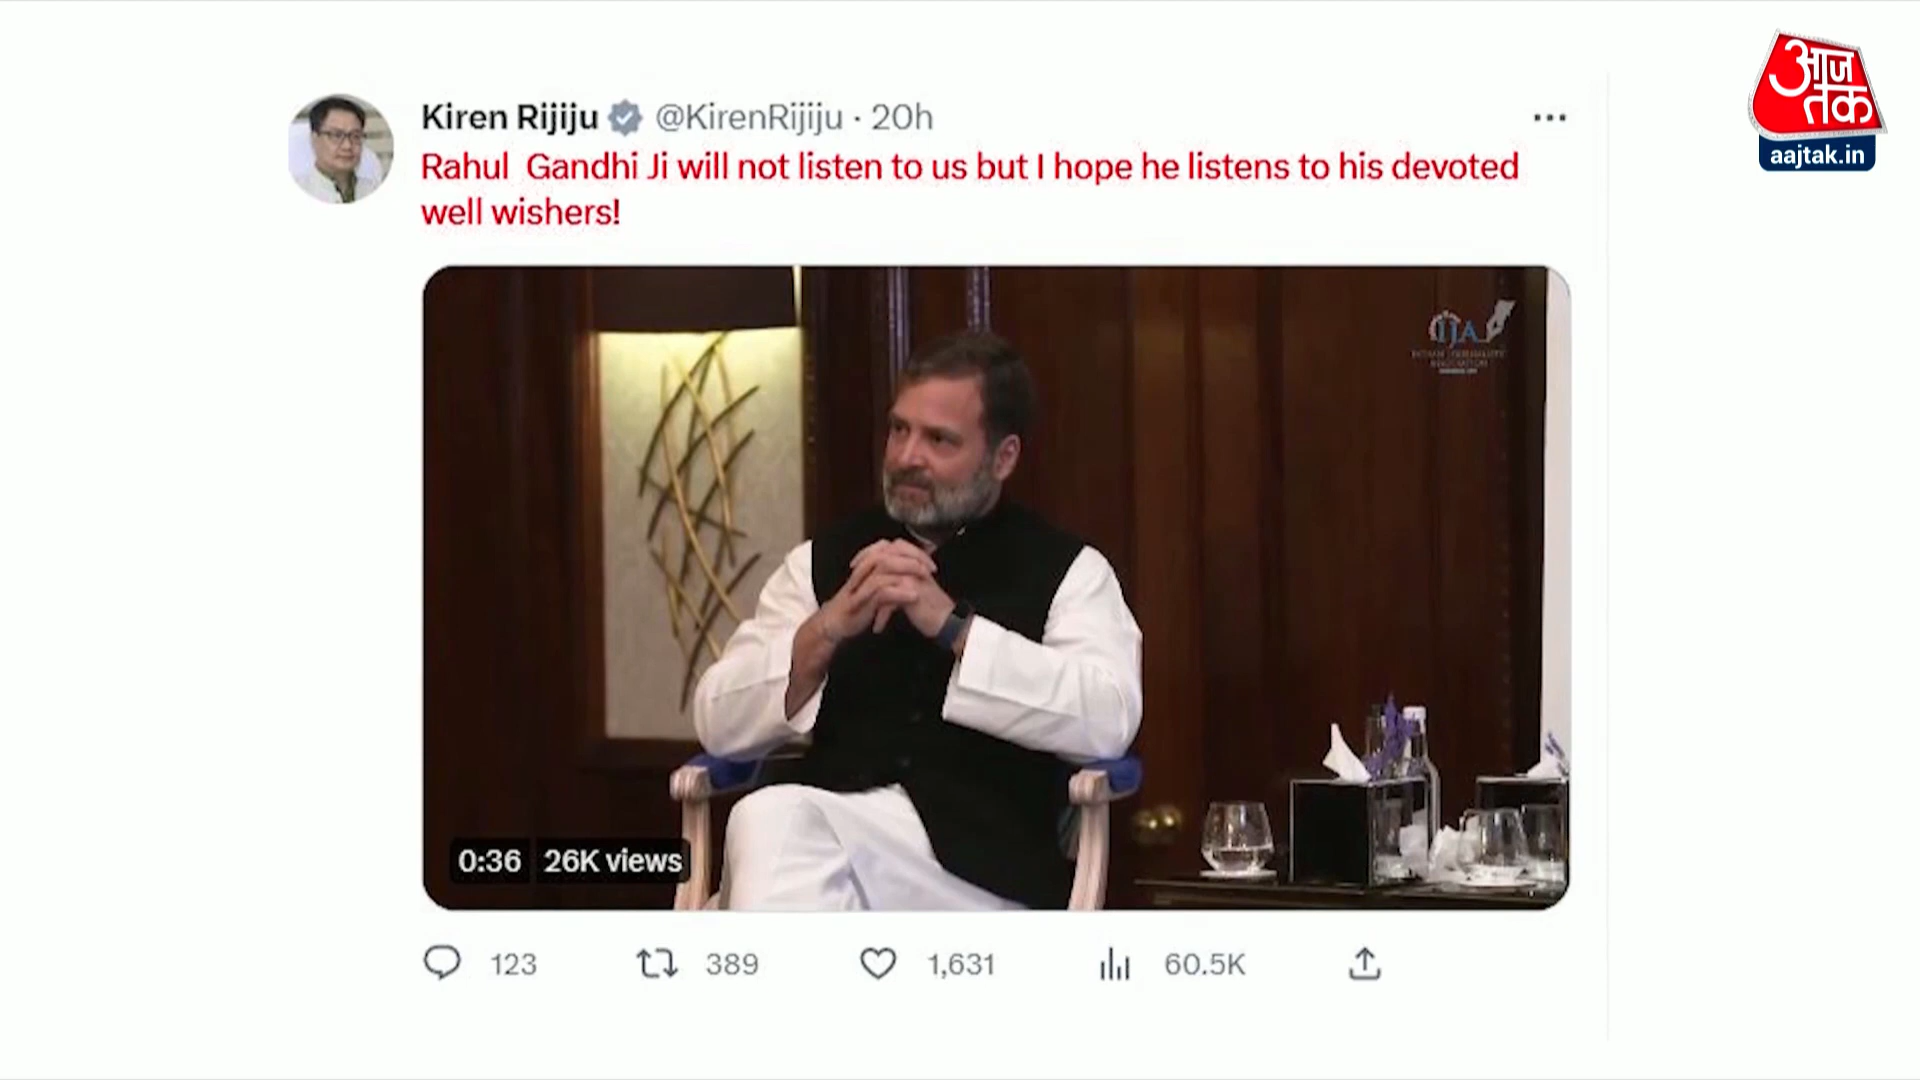 आज
तक
aajtak.in
Kiren Rijiju @KirenRijiju · 20h
Rahul Gandhi Ji will not listen to us but I hope he listens to his devoted
well wishers!
IJA
0:36 26K views
123 389 1,631 60.5K